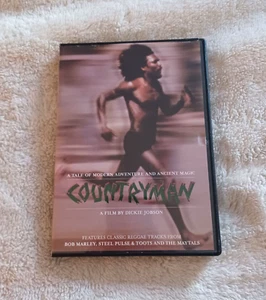 A TALE OF MODERN ADVENTURE AND ANCIENT MAGIC
COUNTRYMAN
A FILM BY DICKIE JOBSON
FEATURES CLASSIC REGGAE TRACKS FROM
BOB MARLEY, STEEL PULSE & TOOTS AND THE MAYTALS